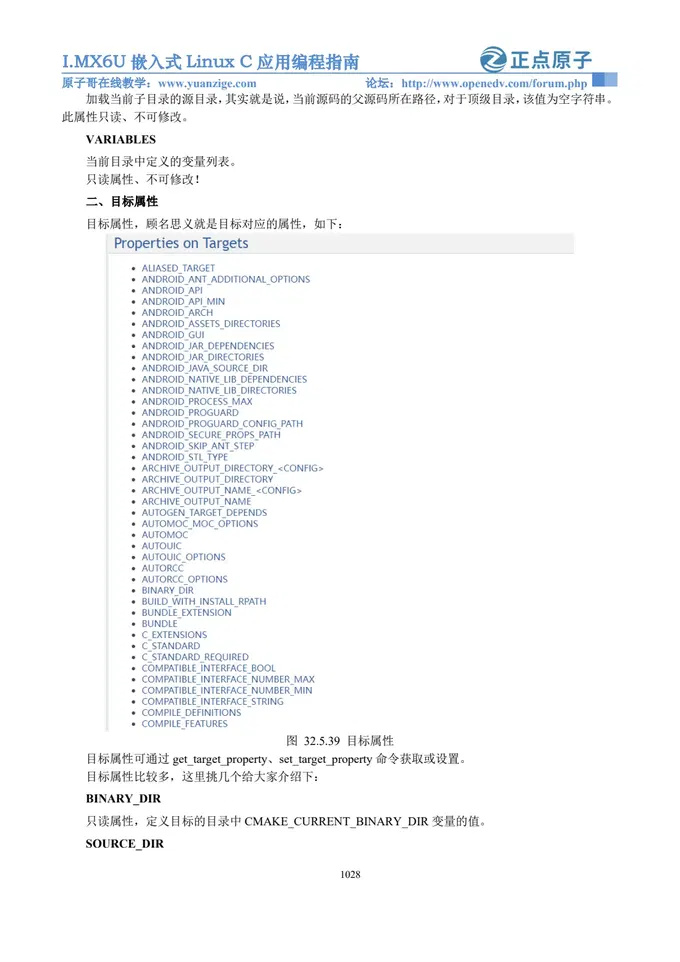 I.MX6U 嵌入式 Linux C 应用编程指南
正点原子
原子哥在线教学：www.yuanzige.com 论坛：http://www.openedv.com/forum.php
加载当前子目录的源目录，其实就是说，当前源码的父源码所在路径，对于顶级目录，该值为空字符串。
此属性只读、不可修改。
VARIABLES
当前目录中定义的变量列表。
只读属性、不可修改！
二、目标属性
目标属性，顾名思义就是目标对应的属性，如下：
Properties on Targets
• ALIASED_TARGET
• ANDROID_ANT_ADDITIONAL_OPTIONS
• ANDROID_API
• ANDROID_API_MIN
• ANDROID_ARCH
• ANDROID_ASSETS_DIRECTORIES
• ANDROID_GUI
• ANDROID_JAR_DEPENDENCIES
• ANDROID_JAR_DIRECTORIES
• ANDROID_JAVA_SOURCE_DIR
• ANDROID_NATIVE_LIB_DEPENDENCIES
• ANDROID_NATIVE_LIB_DIRECTORIES
• ANDROID_PROCESS_MAX
• ANDROID_PROGUARD
• ANDROID_PROGUARD_CONFIG_PATH
• ANDROID_SECURE_PROPS_PATH
• ANDROID_SKIP_ANT_STEP
• ANDROID_STL_TYPE
• ARCHIVE_OUTPUT_DIRECTORY_<CONFIG>
• ARCHIVE_OUTPUT_DIRECTORY
• ARCHIVE_OUTPUT_NAME_<CONFIG>
• ARCHIVE_OUTPUT_NAME
• AUTOGEN_TARGET_DEPENDS
• AUTOMOC_MOC_OPTIONS
• AUTOMOC
• AUTOUIC
• AUTOUIC_OPTIONS
• AUTORCC
• AUTORCC_OPTIONS
• BINARY_DIR
• BUILD_WITH_INSTALL_RPATH
• BUNDLE_EXTENSION
• BUNDLE
• C_EXTENSIONS
• C_STANDARD
• C_STANDARD_REQUIRED
• COMPATIBLE_INTERFACE_BOOL
• COMPATIBLE_INTERFACE_NUMBER_MAX
• COMPATIBLE_INTERFACE_NUMBER_MIN
• COMPATIBLE_INTERFACE_STRING
• COMPILE_DEFINITIONS
• COMPILE_FEATURES
图 32.5.39 目标属性
目标属性可通过 get_target_property、set_target_property 命令获取或设置。
目标属性比较多，这里挑几个给大家介绍下：
BINARY_DIR
只读属性，定义目标的目录中 CMAKE_CURRENT_BINARY_DIR 变量的值。
SOURCE_DIR
1028